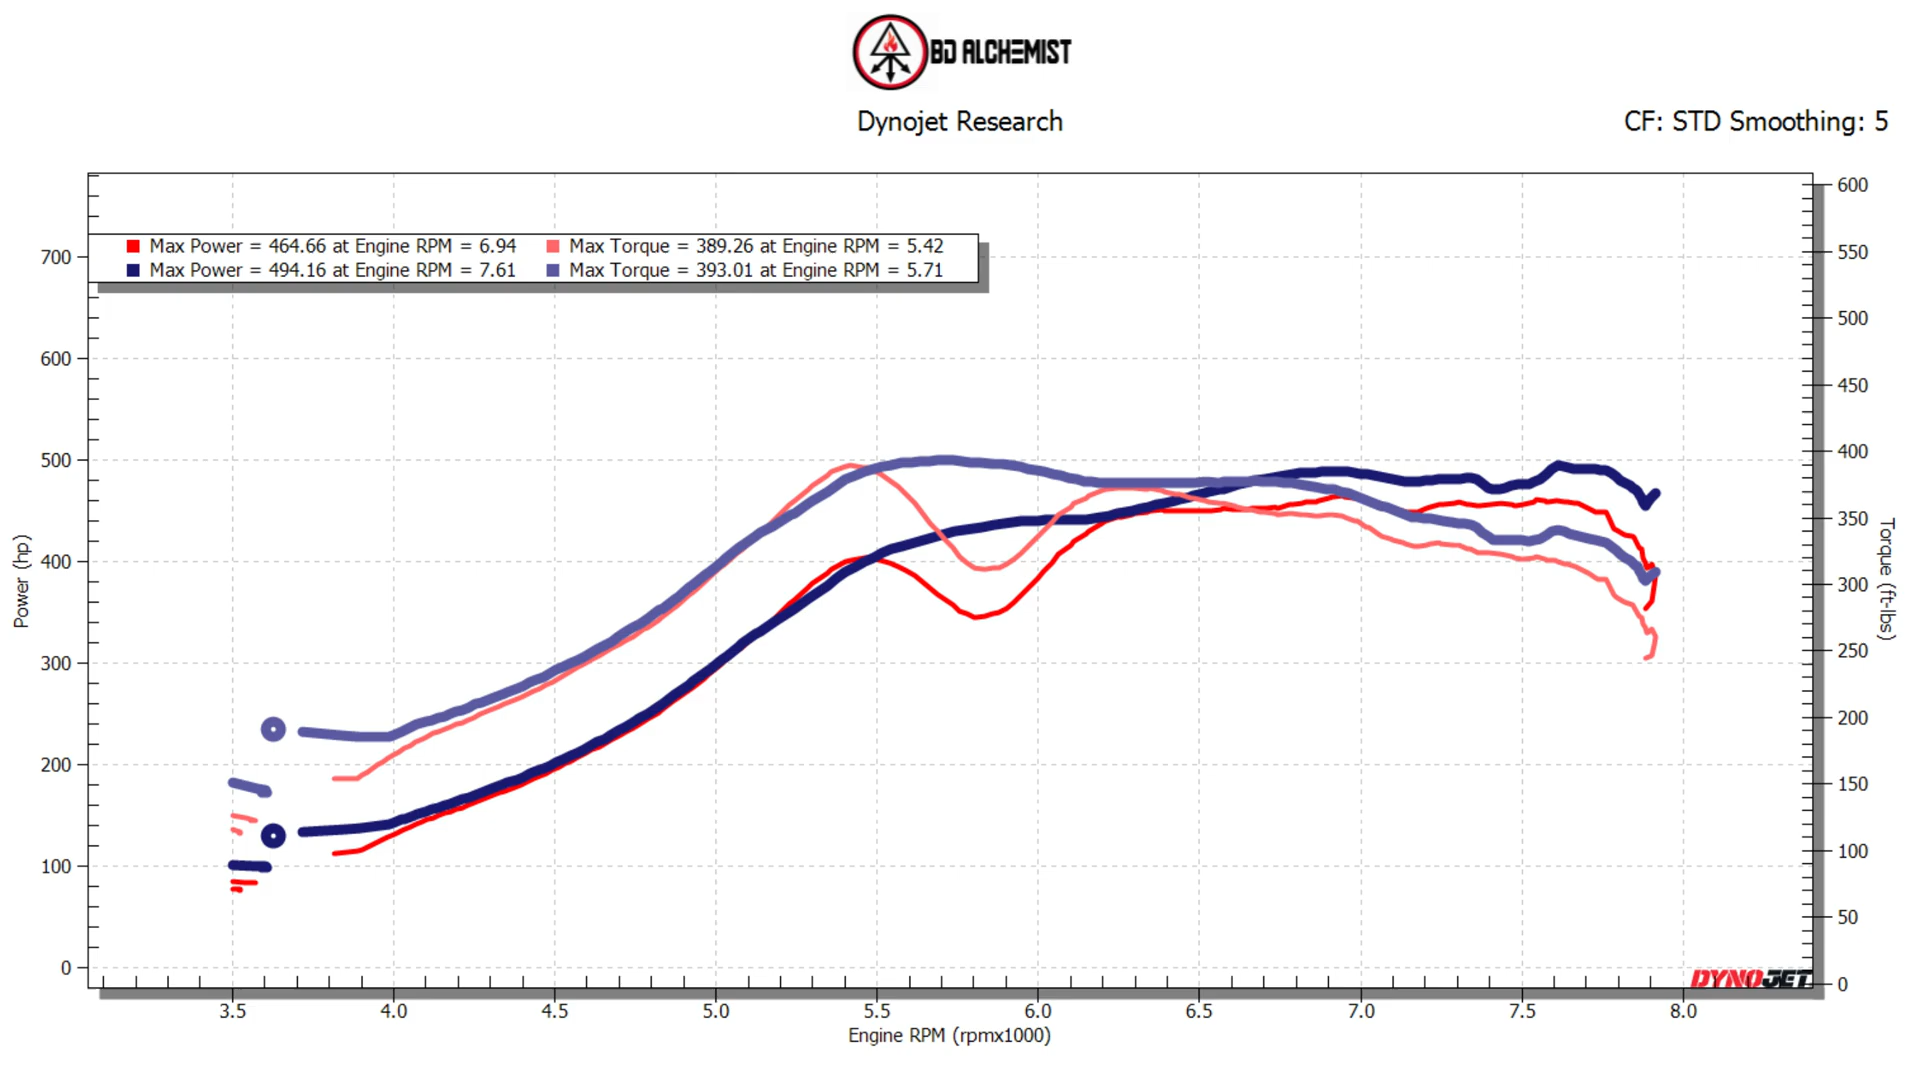 BD ALCHEMIST
Dynojet Research
CF: STD Smoothing: 5
Max Power = 464.66 at Engine RPM = 6.94 Max Torque = 389.26 at Engine RPM = 5.42
Max Power = 494.16 at Engine RPM = 7.61 Max Torque = 393.01 at Engine RPM = 5.71
Power (hp)
700
600
500
400
300
200
100
0
600
550
500
450
400
350
300
250
200
150
100
50
0
Torque (ft-lbs)
DYNOJET
3.5 4.0 4.5 5.0 5.5 6.0 6.5 7.0 7.5 8.0
Engine RPM (rpmx1000)